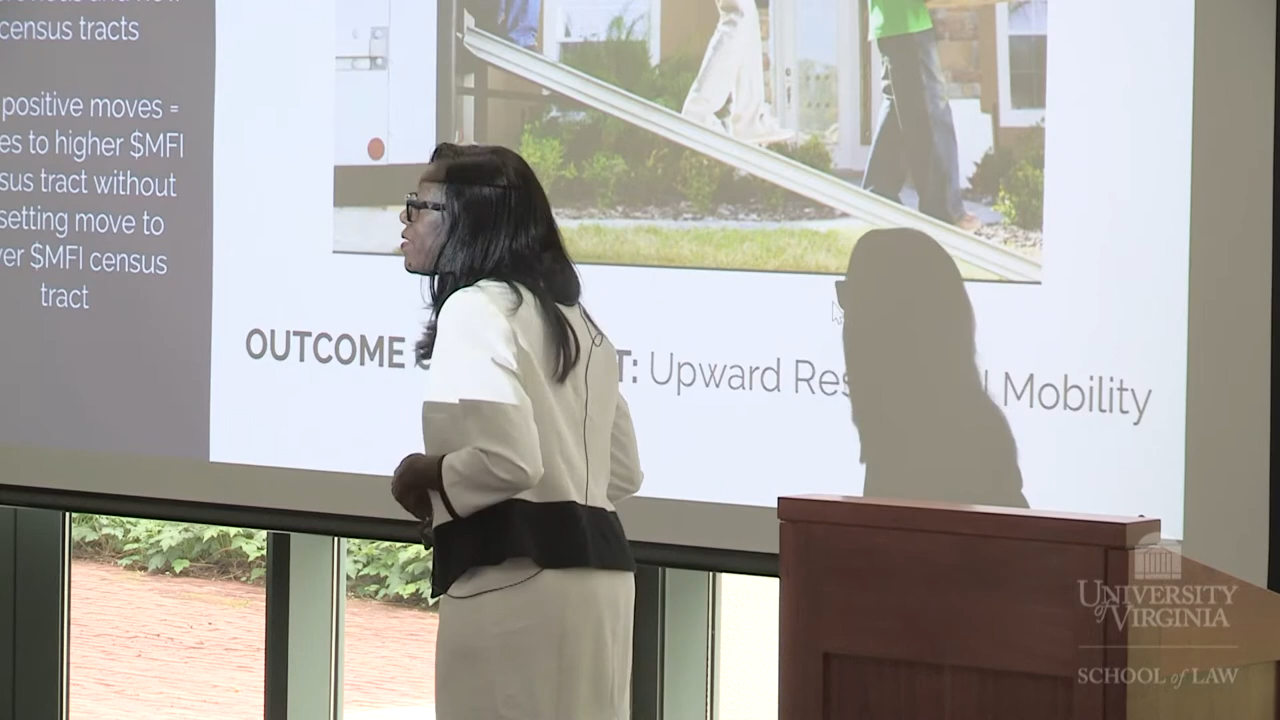 census tracts
positive moves =
es to higher $MFI
sus tract without
setting move to
er $MFI census
tract
OUTCOME T: Upward Res Mobility
UNIVERSITY
of VIRGINIA
SCHOOL of LAW